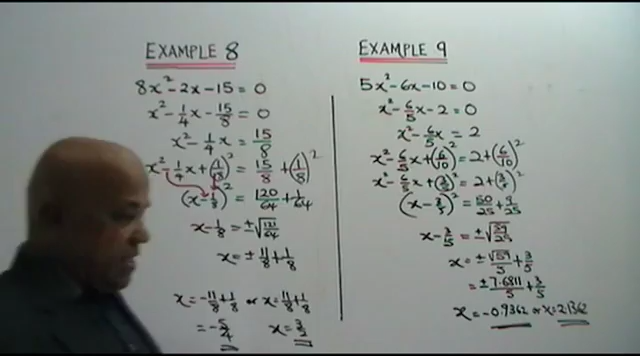 EXAMPLE 8
8x² - 2x - 15 = 0
x² - 1/4 x - 15/8 = 0
x² - 1/4 x = 15/8
x² - 1/4 x + (1/8)² = 15/8 + (1/8)²
(x - 1/8)² = 120/64 + 1/64
x - 1/8 = ±√121/64
x = ± 11/8 + 1/8
x = -11/8 + 1/8 or x = 11/8 + 1/8
= -5/4 x = 3/2
EXAMPLE 9
5x² - 6x - 10 = 0
x² - 6/5 x - 2 = 0
x² - 6/5 x = 2
x² - 6/5 x + (6/10)² = 2 + (6/10)²
x² - 6/5 x + (3/5)² = 2 + (3/5)²
(x - 3/5)² = 50/25 + 9/25
x - 3/5 = ±√59/25
x = ±√59/5 + 3/5
= ±7.6811/5 + 3/5
x = -0.9362 or x = 2.1362